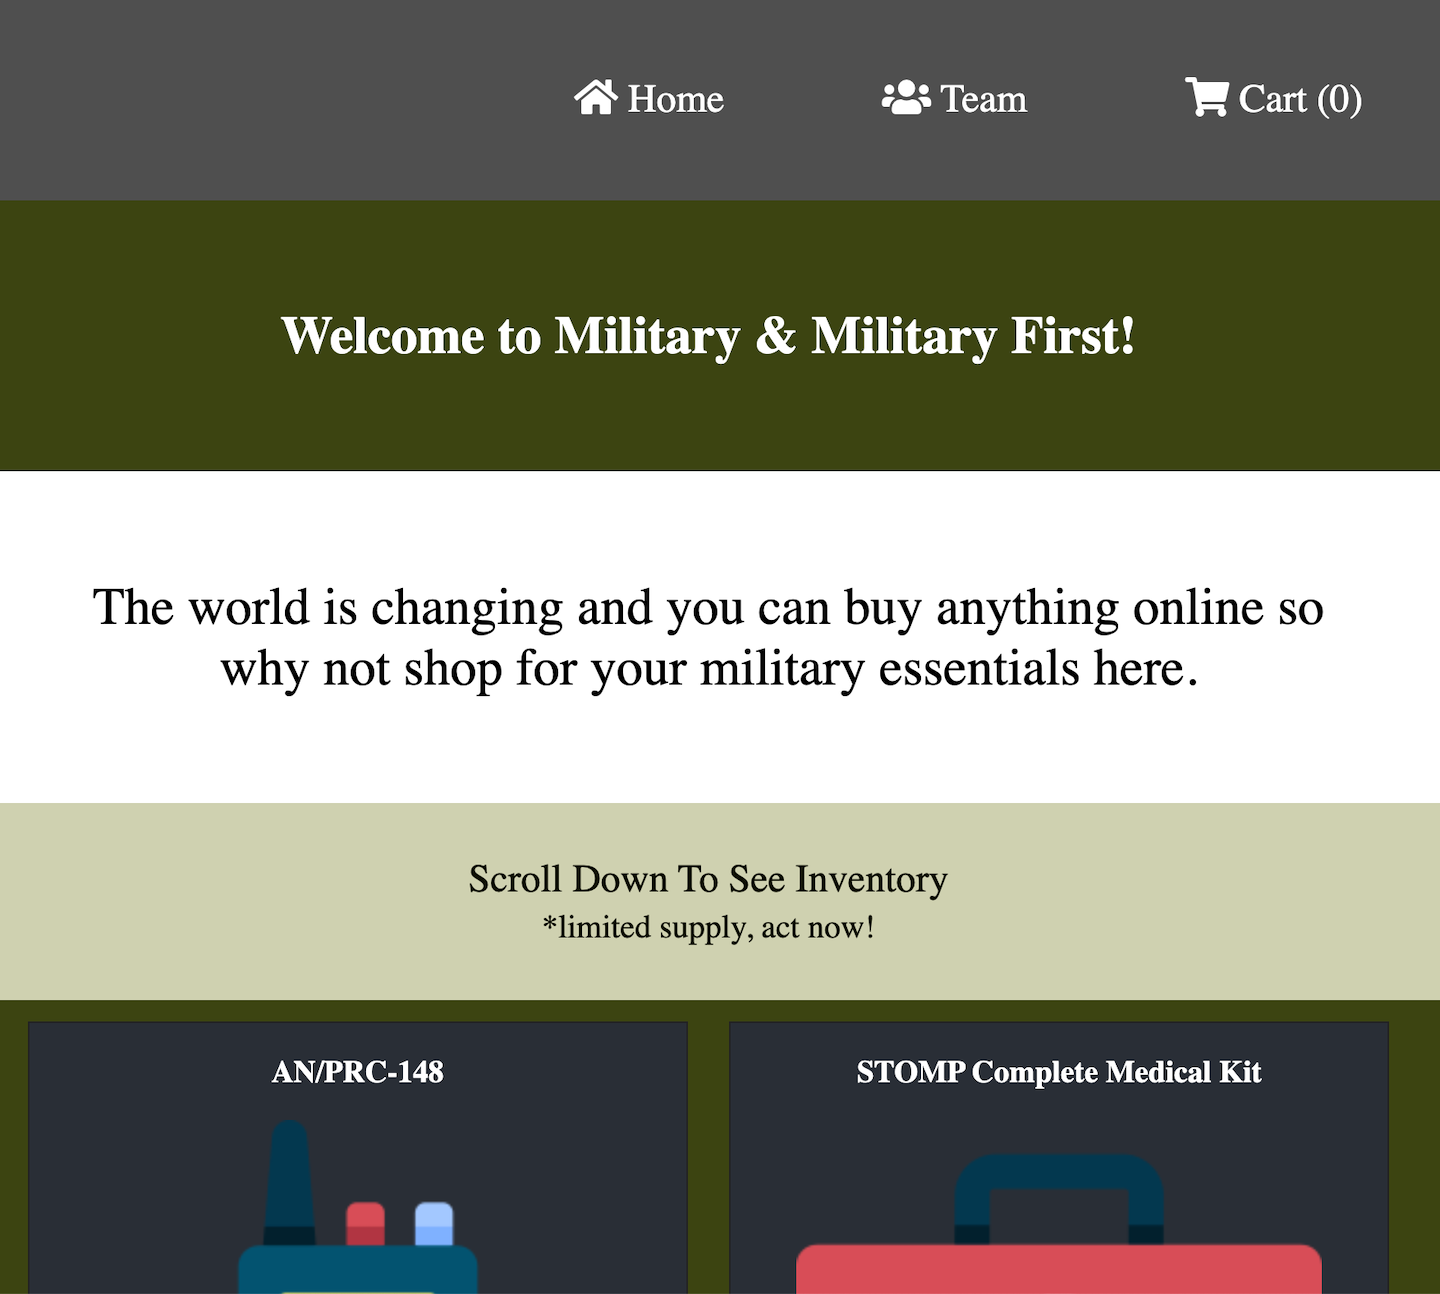 Home
Team
Cart (0)
Welcome to Military & Military First!
The world is changing and you can buy anything online so
why not shop for your military essentials here.
Scroll Down To See Inventory
*limited supply, act now!
AN/PRC-148
STOMP Complete Medical Kit